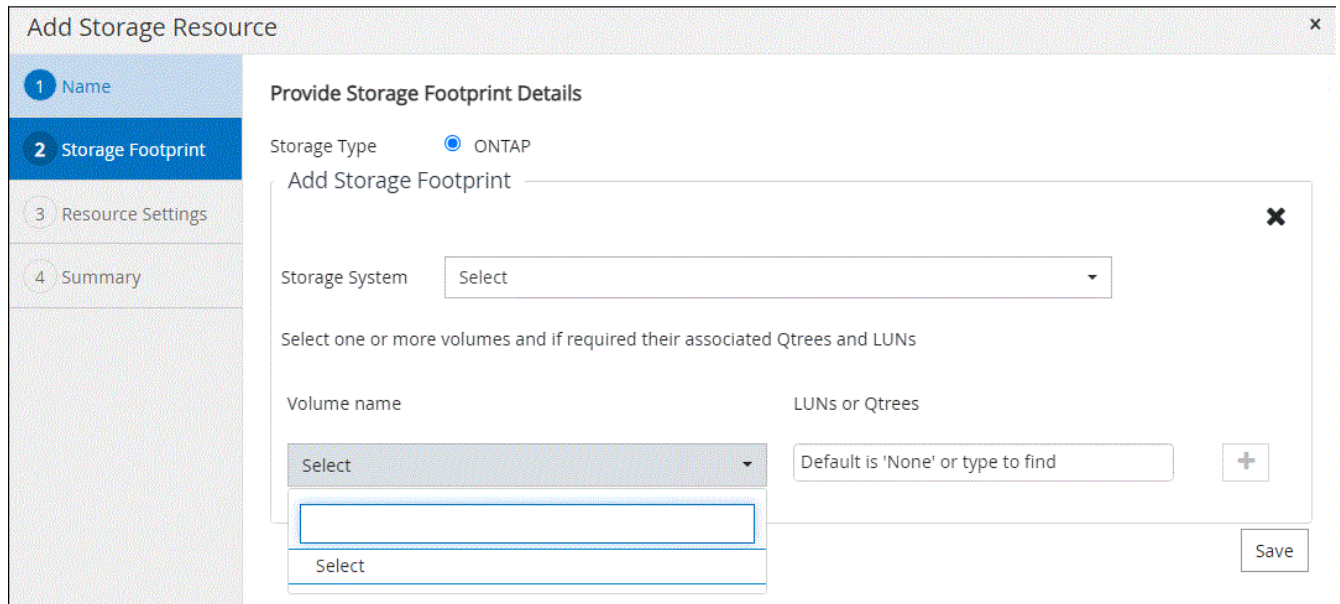 Add Storage Resource x
1 Name
2 Storage Footprint
3 Resource Settings
4 Summary
Provide Storage Footprint Details
Storage Type ONTAP
Add Storage Footprint
Storage System Select
Select one or more volumes and if required their associated Qtrees and LUNs
Volume name LUNs or Qtrees
Select Default is 'None' or type to find +
Select
Save